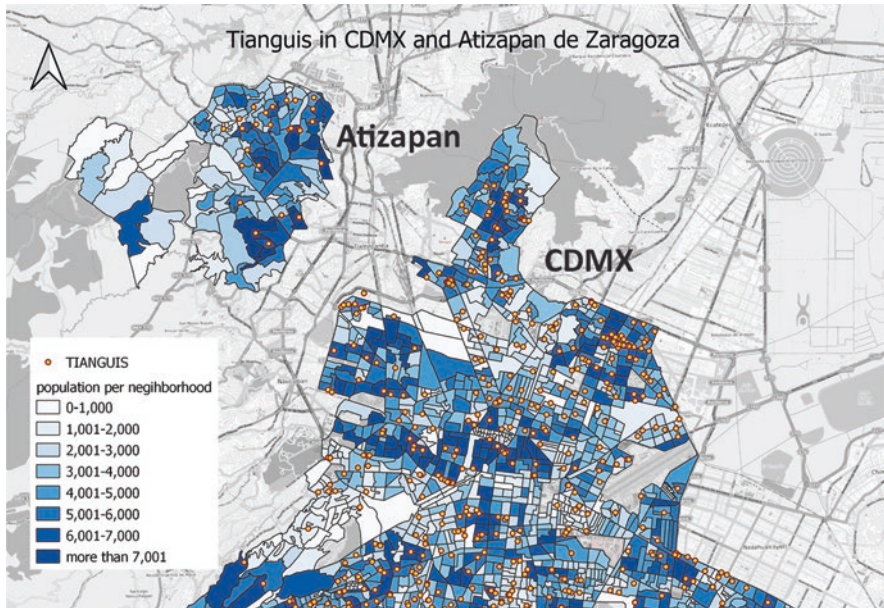 Tianguis in CDMX and Atizapan de Zaragoza
Atizapan
CDMX
TIANGUIS
population per negihborhood
0-1,000
1,001-2,000
2,001-3,000
3,001-4,000
4,001-5,000
5,001-6,000
6,001-7,000
more than 7,001